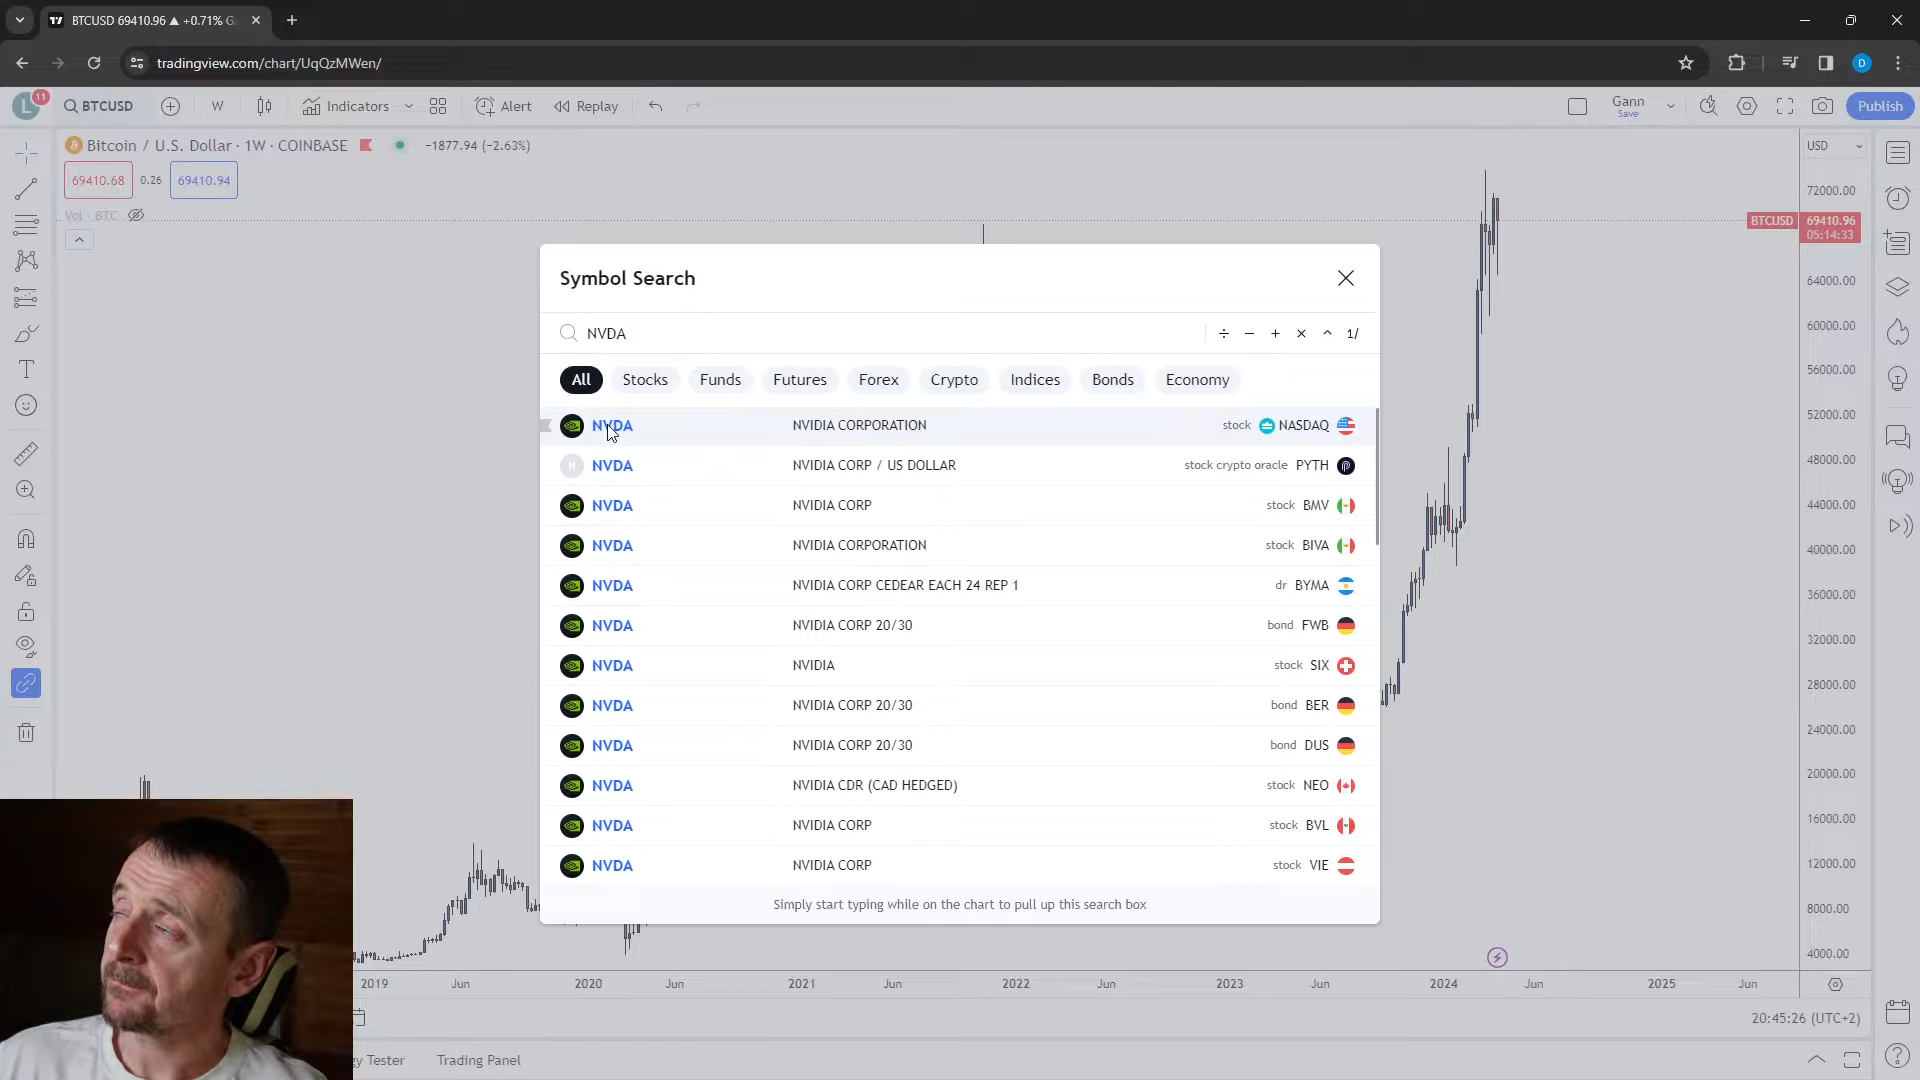 BTCUSD 69410.96 ▲ +0.71% G
tradingview.com/chart/UqQzMWen/
D
L
11
BTCUSD
W
Indicators
Alert
Replay
Gann
Save
Publish
Bitcoin / U.S. Dollar · 1W · COINBASE
−1877.94 (−2.63%)
USD
69410.68
0.26
69410.94
Vol · BTC
72000.00
BTCUSD
69410.96
05:14:33
64000.00
60000.00
56000.00
52000.00
48000.00
44000.00
40000.00
36000.00
32000.00
28000.00
24000.00
20000.00
16000.00
12000.00
8000.00
4000.00
Symbol Search
NVDA
÷ − + × ^ 1/
All
Stocks
Funds
Futures
Forex
Crypto
Indices
Bonds
Economy
NVDA NVIDIA CORPORATION stock NASDAQ
N NVDA NVIDIA CORP / US DOLLAR stock crypto oracle PYTH
NVDA NVIDIA CORP stock BMV
NVDA NVIDIA CORPORATION stock BIVA
NVDA NVIDIA CORP CEDEAR EACH 24 REP 1 dr BYMA
NVDA NVIDIA CORP 20/30 bond FWB
NVDA NVIDIA stock SIX
NVDA NVIDIA CORP 20/30 bond BER
NVDA NVIDIA CORP 20/30 bond DUS
NVDA NVIDIA CDR (CAD HEDGED) stock NEO
NVDA NVIDIA CORP stock BVL
NVDA NVIDIA CORP stock VIE
Simply start typing while on the chart to pull up this search box
2019 Jun 2020 Jun 2021 Jun 2022 Jun 2023 Jun 2024 Jun 2025 Jun
20:45:26 (UTC+2)
gy Tester
Trading Panel